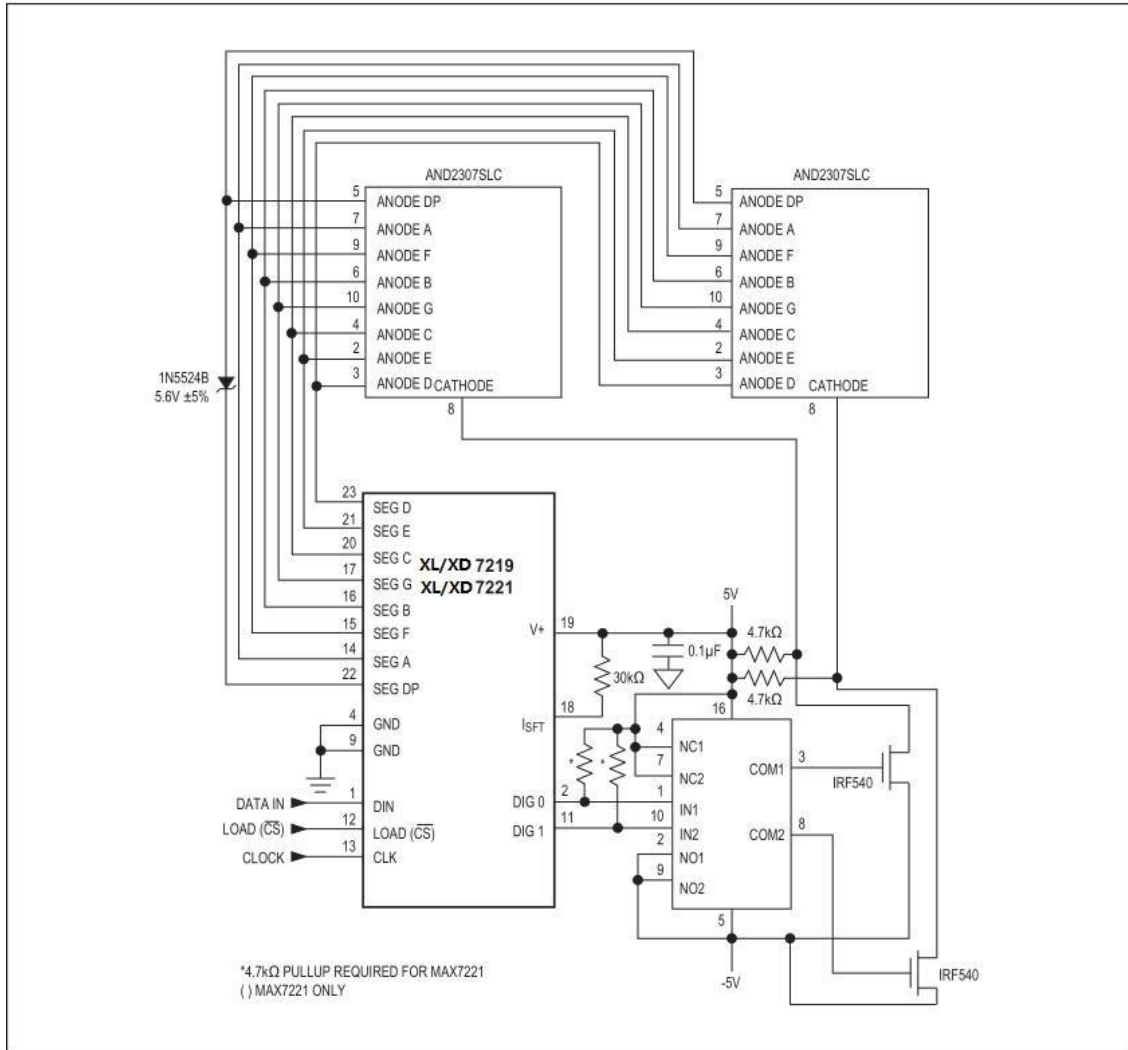 AND2307SLC
5 ANODE DP
7 ANODE A
9 ANODE F
6 ANODE B
10 ANODE G
4 ANODE C
2 ANODE E
3 ANODE D CATHODE
8
AND2307SLC
5 ANODE DP
7 ANODE A
9 ANODE F
6 ANODE B
10 ANODE G
4 ANODE C
2 ANODE E
3 ANODE D CATHODE
8
1N5524B
5.6V ±5%
23 SEG D
21 SEG E
20 SEG C
17 SEG G
16 SEG B
15 SEG F
14 SEG A
22 SEG DP
4 GND
9 GND
DATA IN 1 DIN
LOAD (C̅S̅) 12 LOAD (C̅S̅)
CLOCK 13 CLK
XL/XD 7219
XL/XD 7221
V+ 19
ISFT 18
DIG 0 2
DIG 1 11
30kΩ
0.1µF
*
*
5V
4.7kΩ
4.7kΩ
16
4 NC1
7 NC2
1 IN1
10 IN2
2 NO1
9 NO2
COM1 3
COM2 8
5
-5V
IRF540
IRF540
*4.7kΩ PULLUP REQUIRED FOR MAX7221
( ) MAX7221 ONLY